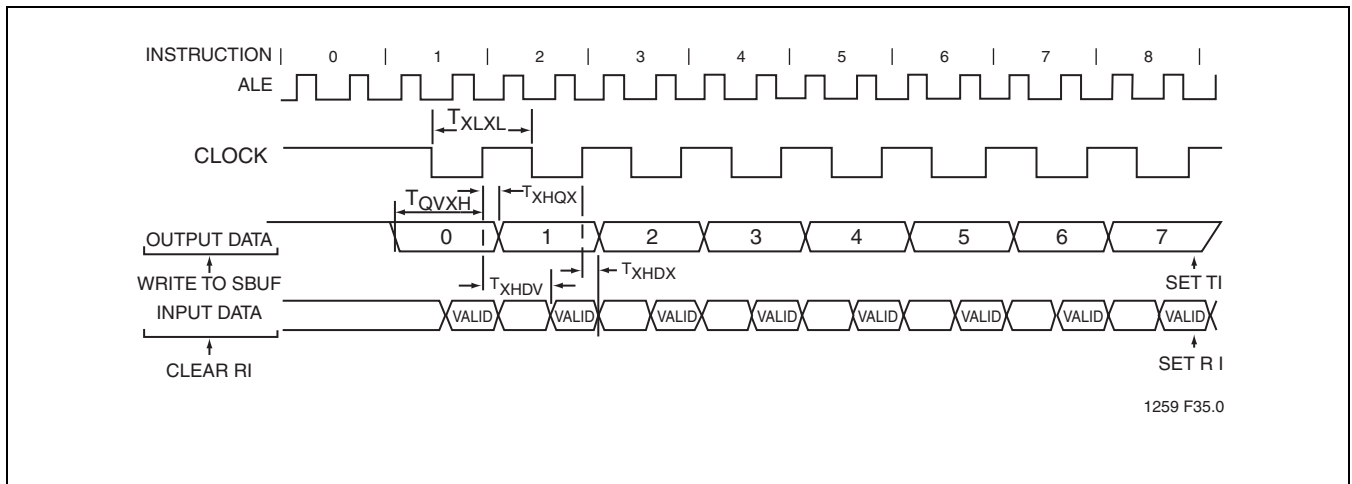 INSTRUCTION | 0 | 1 | 2 | 3 | 4 | 5 | 6 | 7 | 8 |
ALE
TXLXL
CLOCK
TQVXH TXHQX
OUTPUT DATA 0 1 2 3 4 5 6 7
WRITE TO SBUF TXHDV TXHDX SET TI
INPUT DATA VALID VALID VALID VALID VALID VALID VALID VALID
CLEAR RI SET R I
1259 F35.0